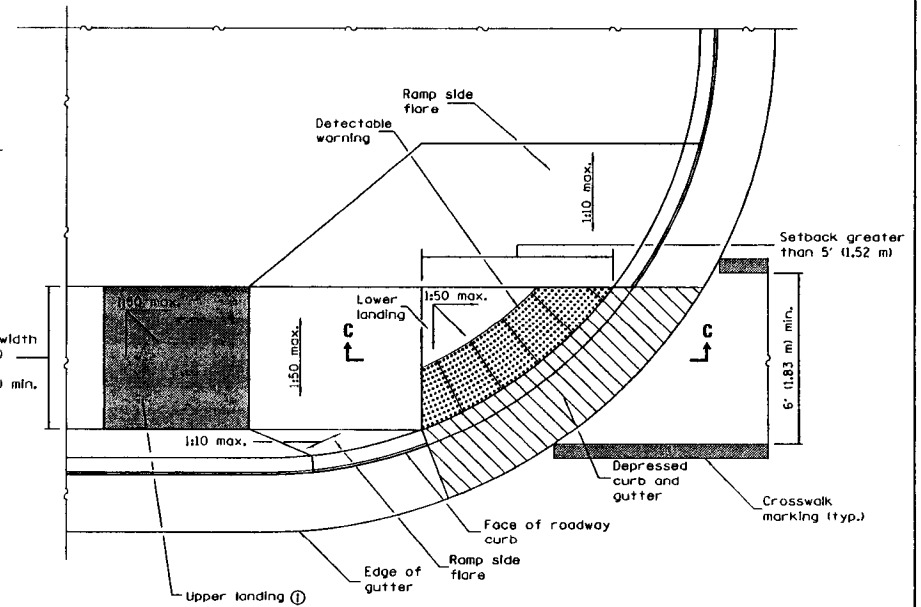 Ramp side
flare
Detectable
warning
1:10 max.
Setback greater
than 5' (1.52 m)
Lower
landing
1:50 max.
1:50 max.
width
min.
C
C
1:50 max.
6' (1.83 m) min.
1:10 max.
Depressed
curb and
gutter
Crosswalk
marking (typ.)
Face of roadway
curb
Ramp side
flare
Edge of
gutter
Upper landing ①